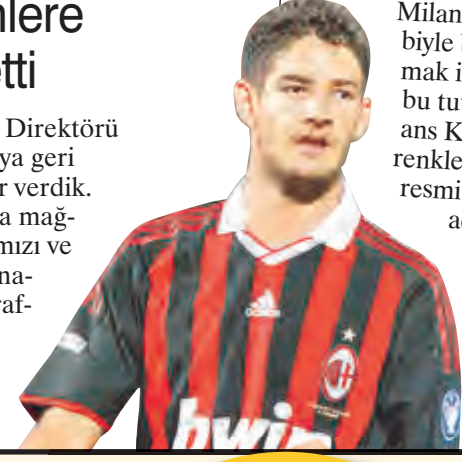 nlere
etti
Direktörü
ya geri
r verdik.
a mağ-
mızı ve
na-
raf-
Milan
biyle
mak i
bu tu
ans K
renkle
resmi
a
adidas
bwin